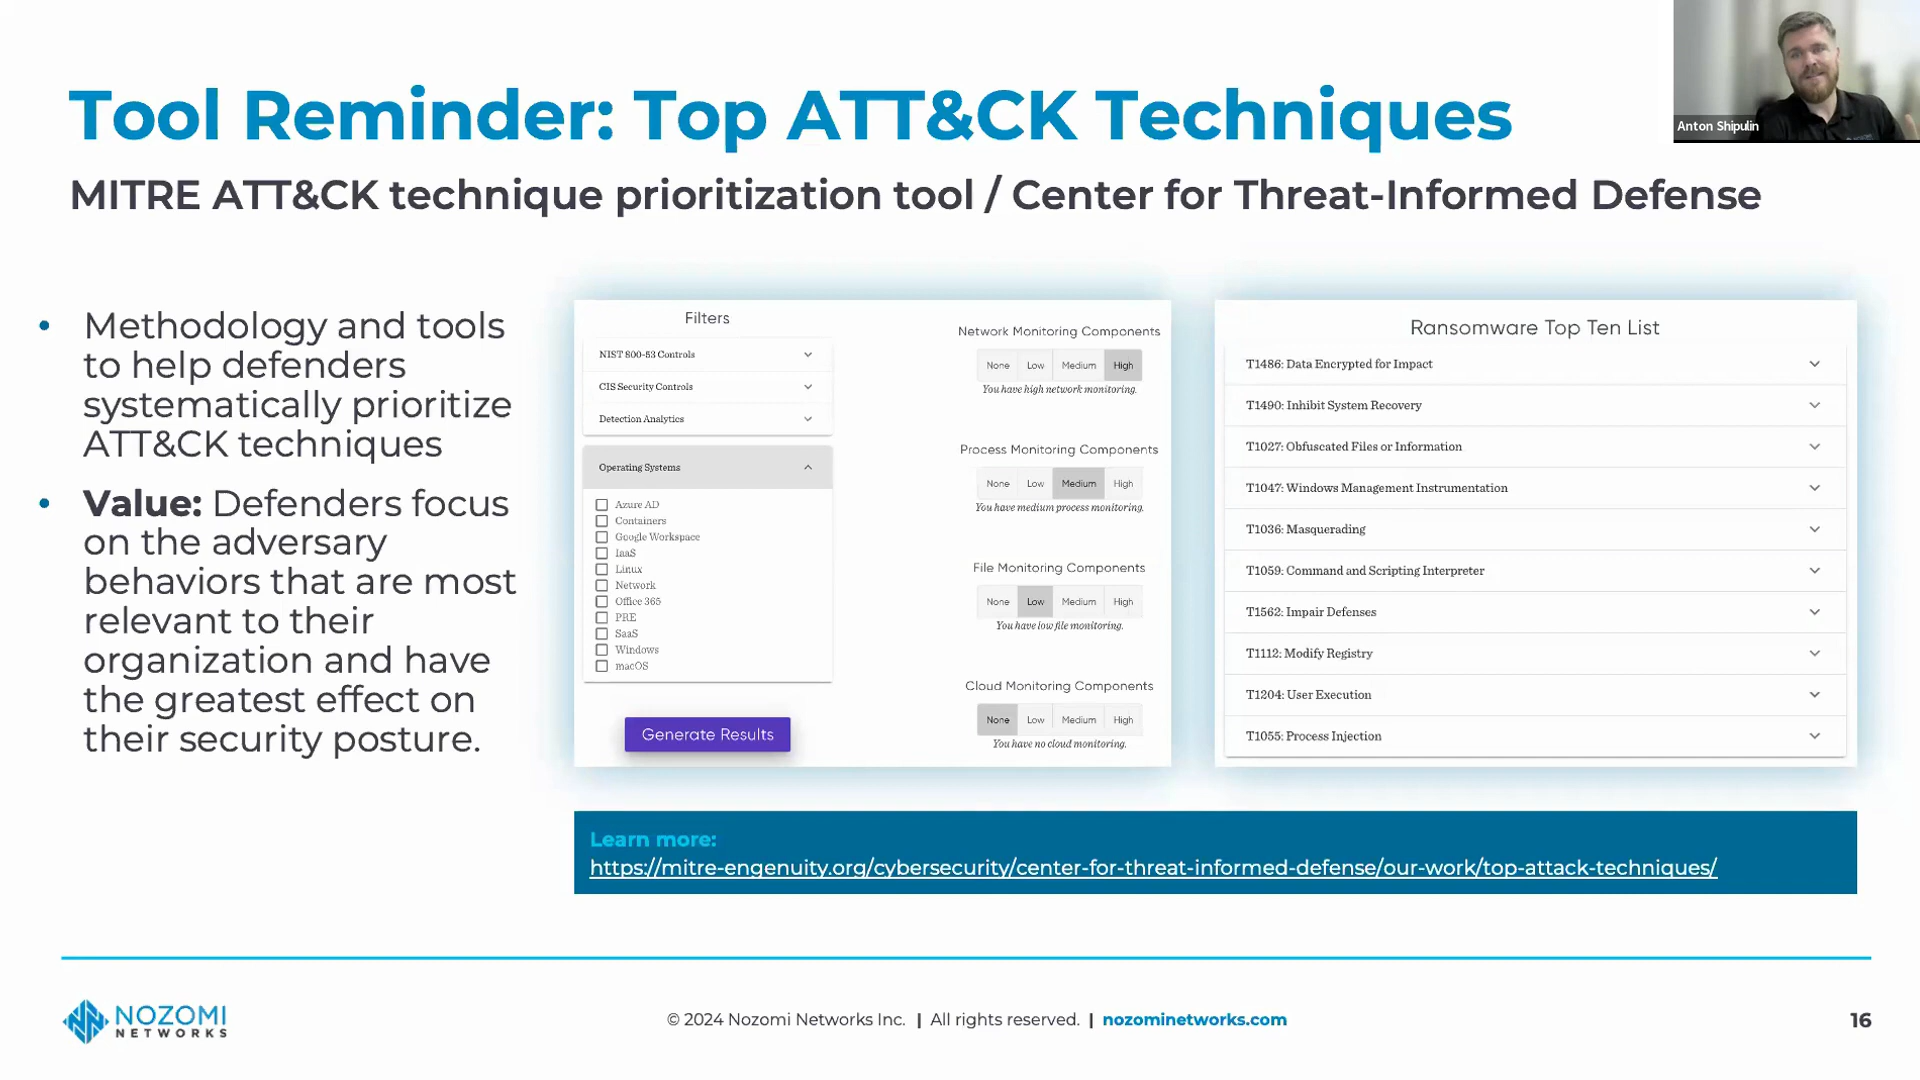 Tool Reminder: Top ATT&CK Techniques
MITRE ATT&CK technique prioritization tool / Center for Threat-Informed Defense
Anton Shipulin
• Methodology and tools
to help defenders
systematically prioritize
ATT&CK techniques
• Value: Defenders focus
on the adversary
behaviors that are most
relevant to their
organization and have
the greatest effect on
their security posture.
Filters
NIST 800-53 Controls
CIS Security Controls
Detection Analytics
Operating Systems
Azure AD
Containers
Google Workspace
IaaS
Linux
Network
Office 365
PRE
SaaS
Windows
macOS
Generate Results
Network Monitoring Components
None Low Medium High
You have high network monitoring.
Process Monitoring Components
None Low Medium High
You have medium process monitoring.
File Monitoring Components
None Low Medium High
You have low file monitoring.
Cloud Monitoring Components
None Low Medium High
You have no cloud monitoring.
Ransomware Top Ten List
T1486: Data Encrypted for Impact
T1490: Inhibit System Recovery
T1027: Obfuscated Files or Information
T1047: Windows Management Instrumentation
T1036: Masquerading
T1059: Command and Scripting Interpreter
T1562: Impair Defenses
T1112: Modify Registry
T1204: User Execution
T1055: Process Injection
Learn more:
https://mitre-engenuity.org/cybersecurity/center-for-threat-informed-defense/our-work/top-attack-techniques/
NOZOMI
NETWORKS
© 2024 Nozomi Networks Inc. | All rights reserved. | nozominetworks.com
16